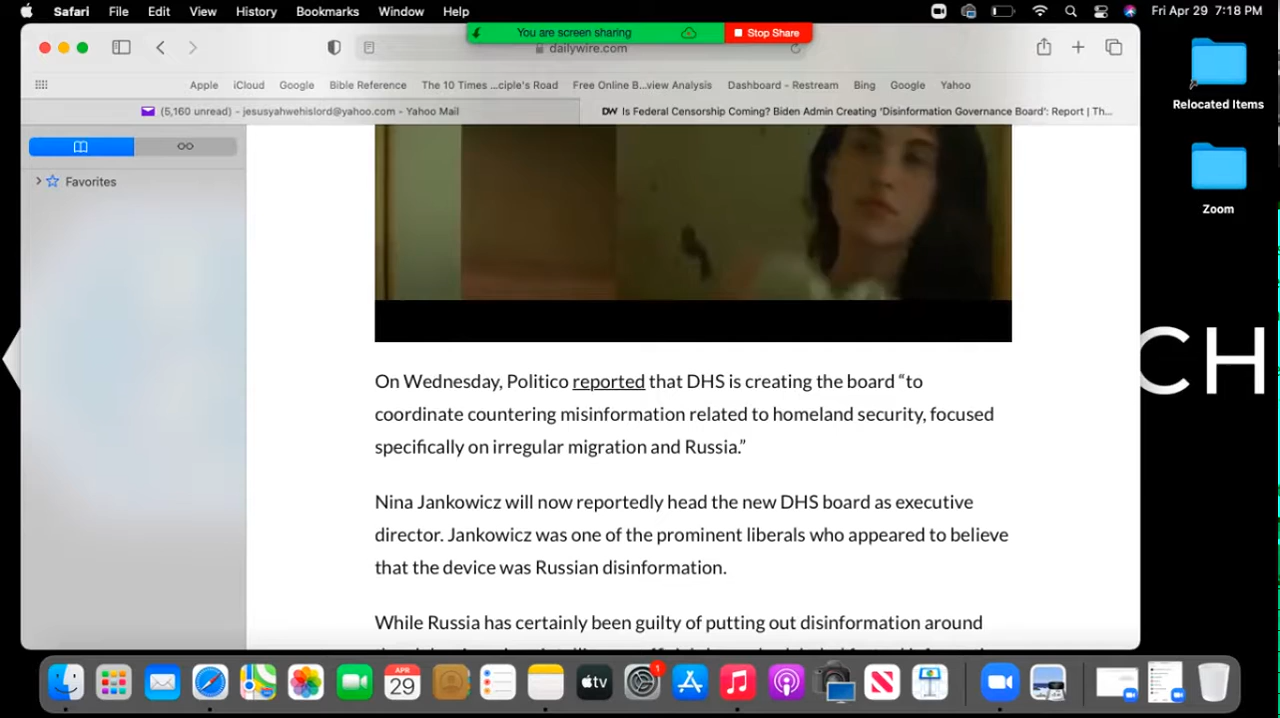 Safari File Edit View History Bookmarks Window Help Fri Apr 29 7:18 PM
You are screen sharing Stop Share
dailywire.com
Relocated Items
Apple iCloud Google Bible Reference The 10 Times ...ciple's Road Free Online B...view Analysis Dashboard - Restream Bing Google Yahoo
(5,160 unread) - jesusyahwehislord@yahoo.com - Yahoo Mail
DW Is Federal Censorship Coming? Biden Admin Creating ‘Disinformation Governance Board’: Report | Th...
Favorites
Zoom
CH
On Wednesday, Politico reported that DHS is creating the board “to
coordinate countering misinformation related to homeland security, focused
specifically on irregular migration and Russia.”
Nina Jankowicz will now reportedly head the new DHS board as executive
director. Jankowicz was one of the prominent liberals who appeared to believe
that the device was Russian disinformation.
While Russia has certainly been guilty of putting out disinformation around
APR
29
tv
1